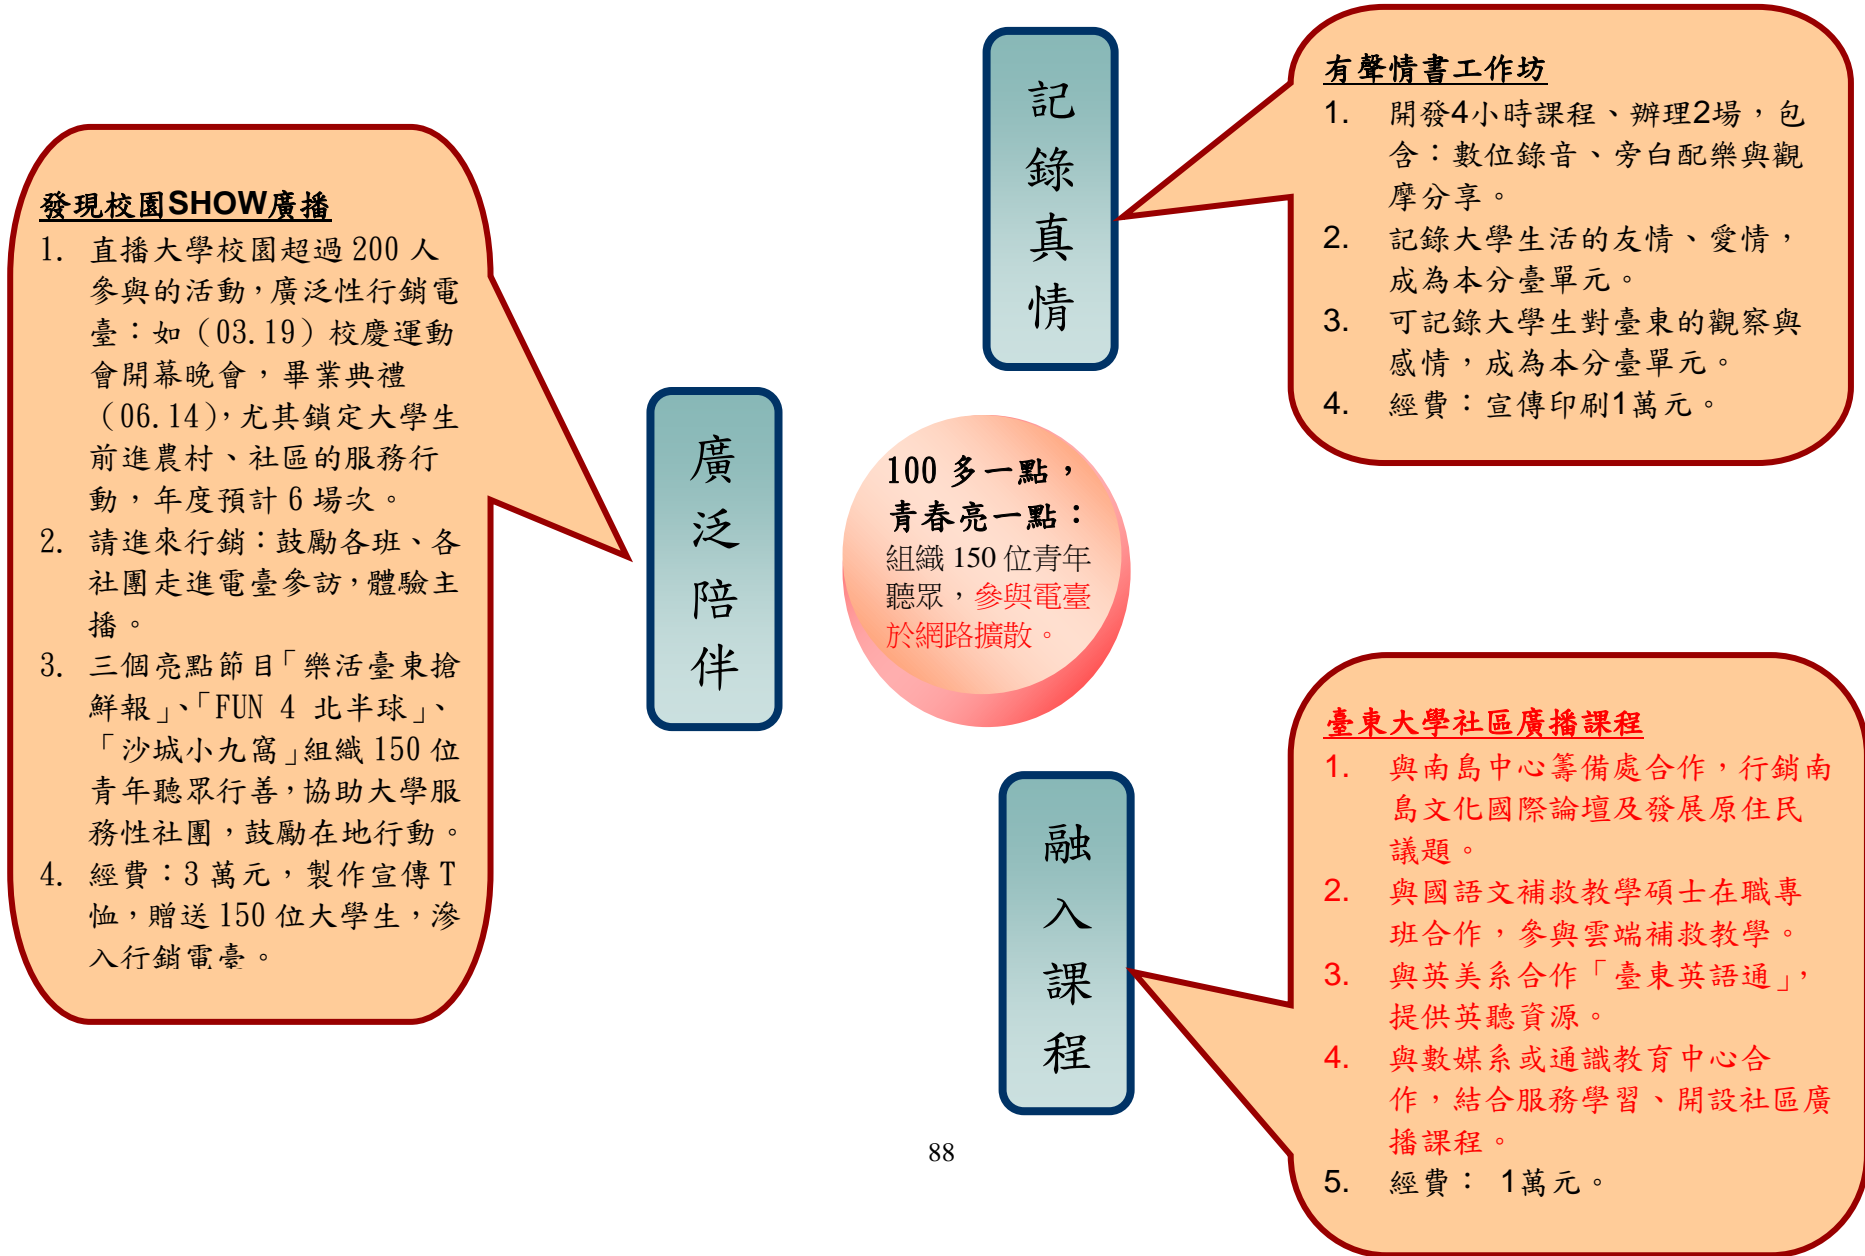 發現校園SHOW廣播
1. 直播大學校園超過 200 人
參與的活動，廣泛性行銷電
臺：如（03.19）校慶運動
會開幕晚會，畢業典禮
（06.14），尤其鎖定大學生
前進農村、社區的服務行
動，年度預計 6 場次。
2. 請進來行銷：鼓勵各班、各
社團走進電臺參訪，體驗主
播。
3. 三個亮點節目「樂活臺東搶
鮮報」、「FUN 4 北半球」、
「沙城小九窩」組織 150 位
青年聽眾行善，協助大學服
務性社團，鼓勵在地行動。
4. 經費：3 萬元，製作宣傳 T
恤，贈送 150 位大學生，滲
入行銷電臺。
廣泛陪伴
記錄真情
100 多一點，
青春亮一點：
組織 150 位青年
聽眾，參與電臺
於網路擴散。
融入課程
有聲情書工作坊
1. 開發4小時課程、辦理2場，包
含：數位錄音、旁白配樂與觀
摩分享。
2. 記錄大學生活的友情、愛情，
成為本分臺單元。
3. 可記錄大學生對臺東的觀察與
感情，成為本分臺單元。
4. 經費：宣傳印刷1萬元。
臺東大學社區廣播課程
1. 與南島中心籌備處合作，行銷南
島文化國際論壇及發展原住民
議題。
2. 與國語文補救教學碩士在職專
班合作，參與雲端補救教學。
3. 與英美系合作「臺東英語通」，
提供英聽資源。
4. 與數媒系或通識教育中心合
作，結合服務學習、開設社區廣
播課程。
5. 經費： 1萬元。
88